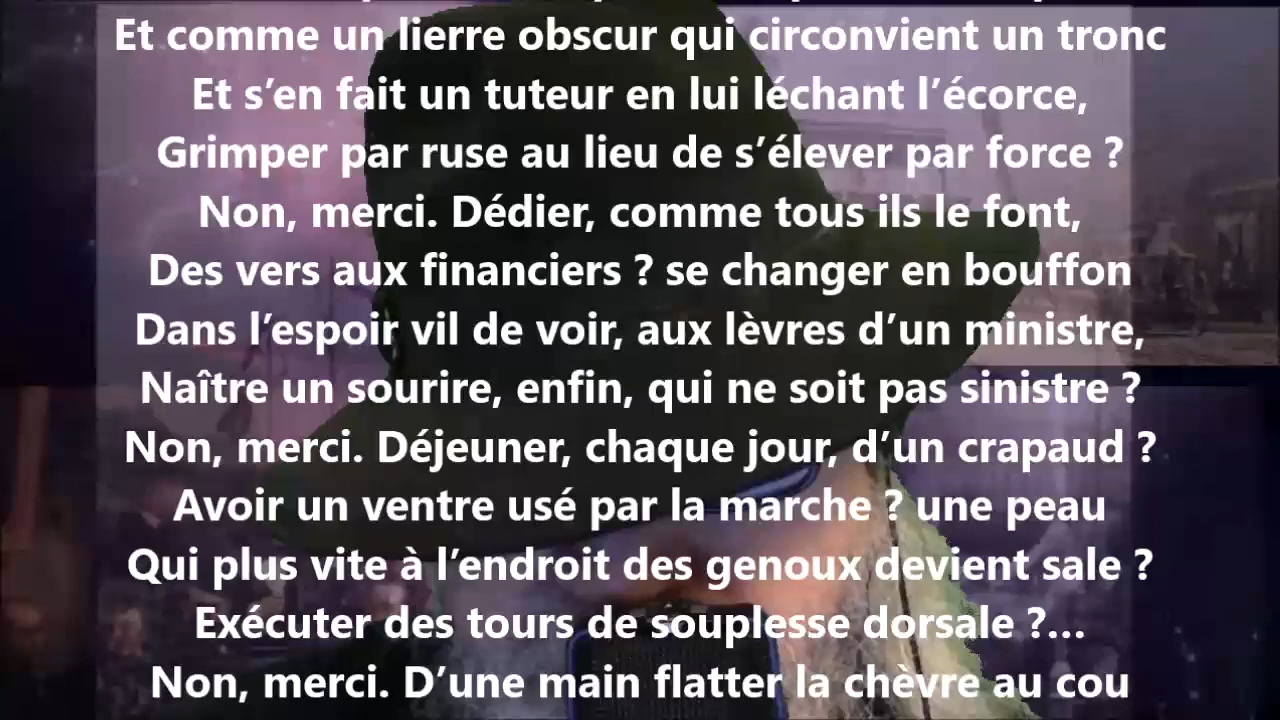 Et comme un lierre obscur qui circonvient un tronc
Et s’en fait un tuteur en lui léchant l’écorce,
Grimper par ruse au lieu de s’élever par force ?
Non, merci. Dédier, comme tous ils le font,
Des vers aux financiers ? se changer en bouffon
Dans l’espoir vil de voir, aux lèvres d’un ministre,
Naître un sourire, enfin, qui ne soit pas sinistre ?
Non, merci. Déjeuner, chaque jour, d’un crapaud ?
Avoir un ventre usé par la marche ? une peau
Qui plus vite à l’endroit des genoux devient sale ?
Exécuter des tours de souplesse dorsale ?...
Non, merci. D’une main flatter la chèvre au cou